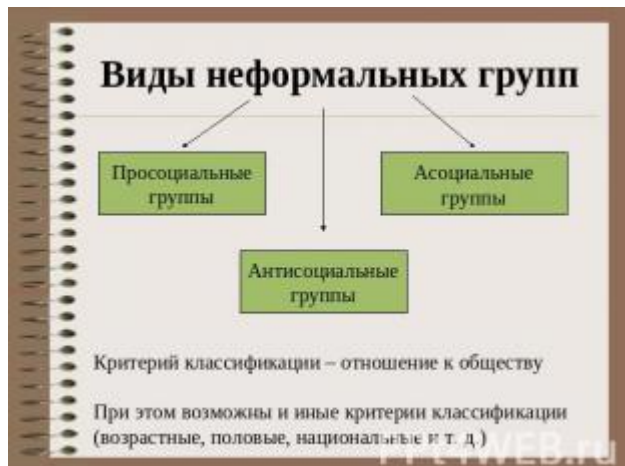 Виды неформальных групп
Просоциальные
группы
Асоциальные
группы
Антисоциальные
группы
Критерий классификации – отношение к обществу
При этом возможны и иные критерии классификации
(возрастные, половые, национальные и т. д.)